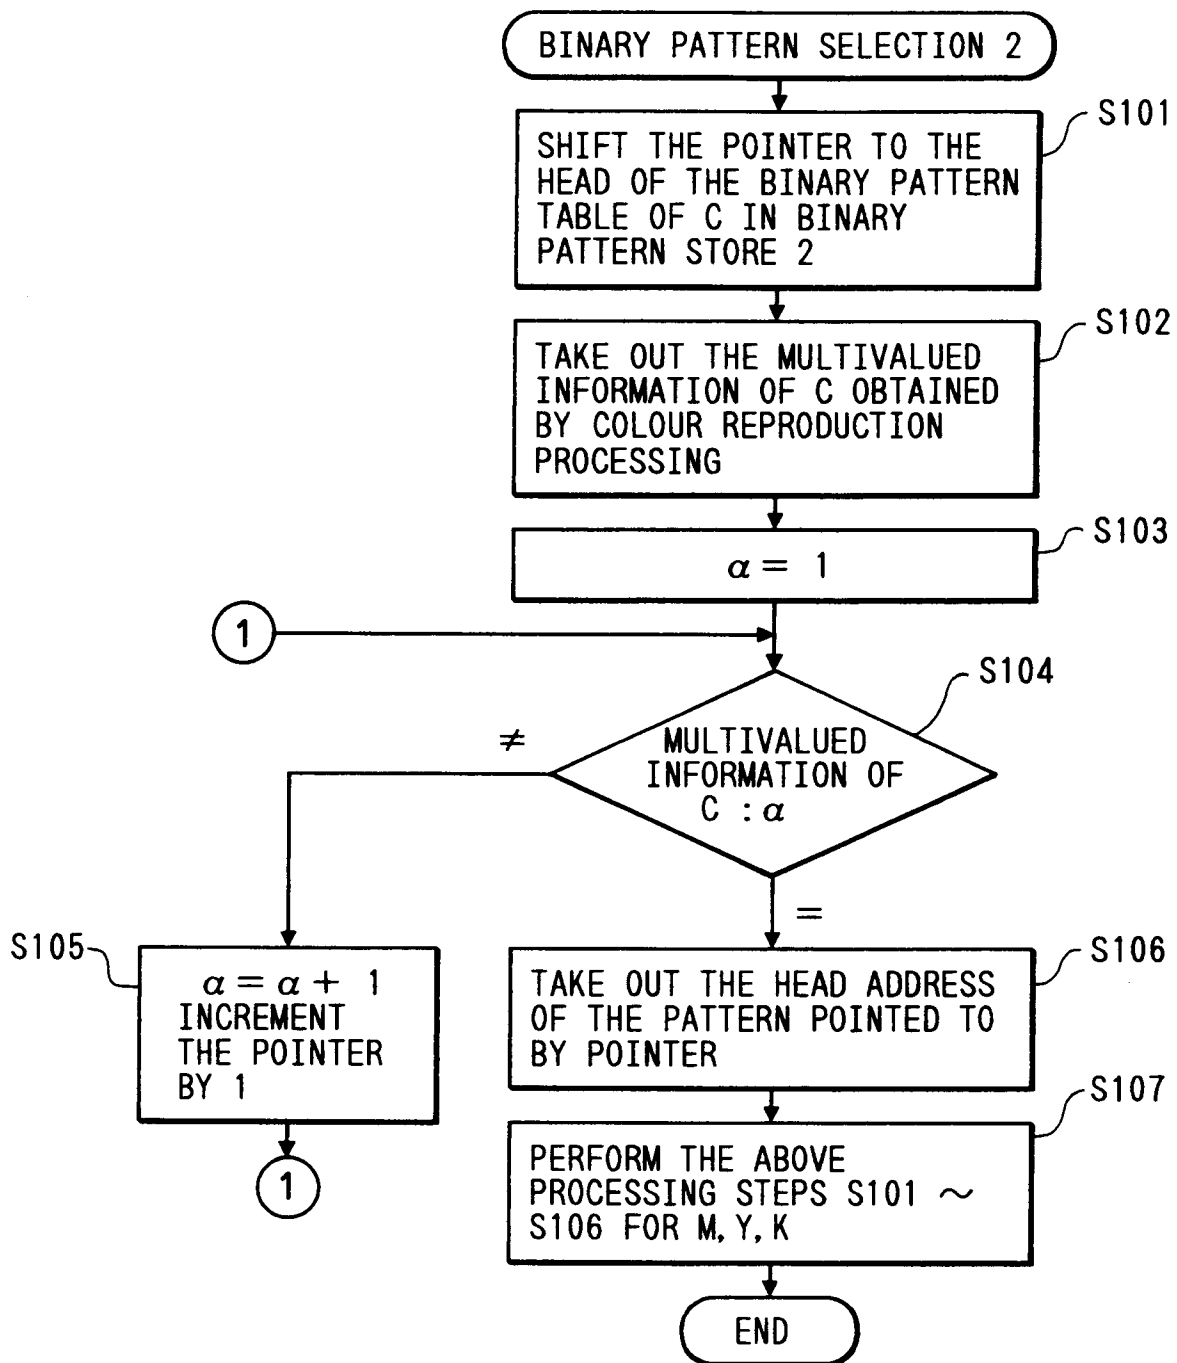 BINARY PATTERN SELECTION 2
S101
SHIFT THE POINTER TO THE
HEAD OF THE BINARY PATTERN
TABLE OF C IN BINARY
PATTERN STORE 2
S102
TAKE OUT THE MULTIVALUED
INFORMATION OF C OBTAINED
BY COLOUR REPRODUCTION
PROCESSING
S103
α = 1
1
S104
≠
MULTIVALUED
INFORMATION OF
C : α
=
S105
α = α + 1
INCREMENT
THE POINTER
BY 1
1
S106
TAKE OUT THE HEAD ADDRESS
OF THE PATTERN POINTED TO
BY POINTER
S107
PERFORM THE ABOVE
PROCESSING STEPS S101 ~
S106 FOR M, Y, K
END